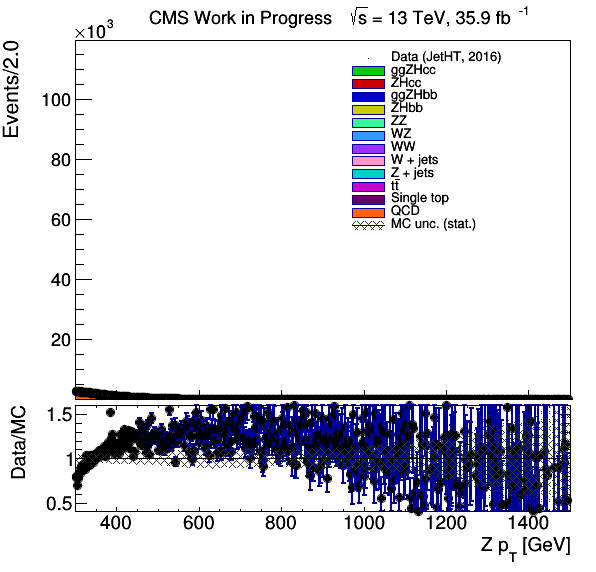 CMS Work in Progress √s = 13 TeV, 35.9 fb⁻¹
×10³
Events/2.0
100
80
60
40
20
Data (JetHT, 2016)
ggZHcc
ZHcc
ggZHbb
ZHbb
ZZ
WZ
WW
W + jets
Z + jets
tt̄
Single top
QCD
MC unc. (stat.)
Data/MC
1.5
1
0.5
400 600 800 1000 1200 1400
Z p_T [GeV]